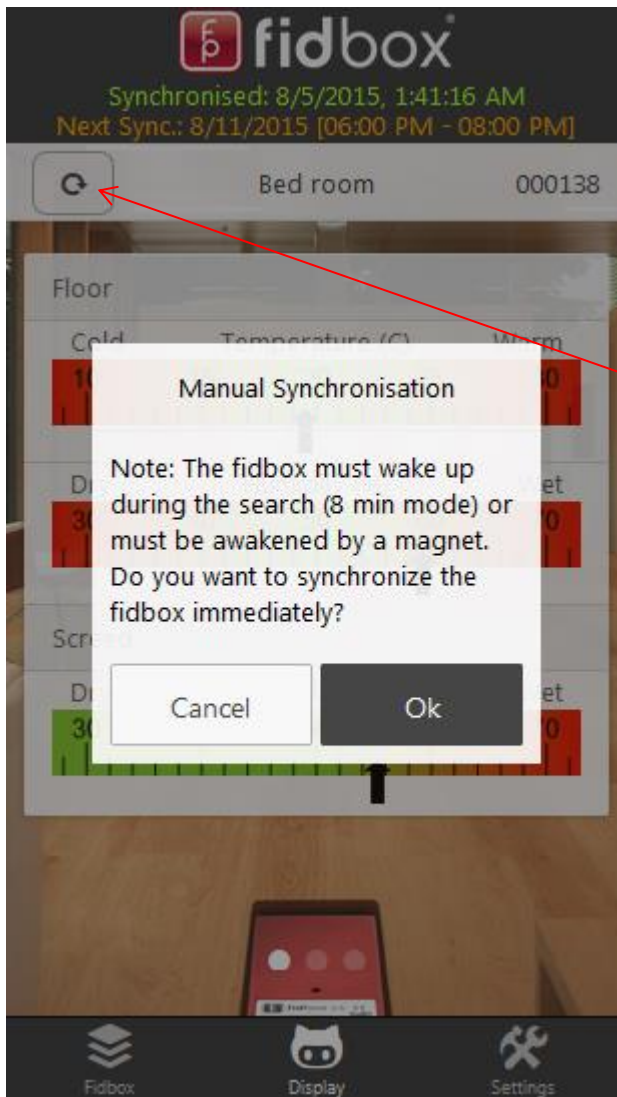 fidbox
Synchronised: 8/5/2015, 1:41:16 AM
Next Sync.: 8/11/2015 [06:00 PM - 08:00 PM]
Bed room 000138
Floor
Cold Temperature (C) Warm
Manual Synchronisation
Note: The fidbox must wake up
during the search (8 min mode) or
must be awakened by a magnet.
Do you want to synchronize the
fidbox immediately?
Cancel Ok
Fidbox Display Settings